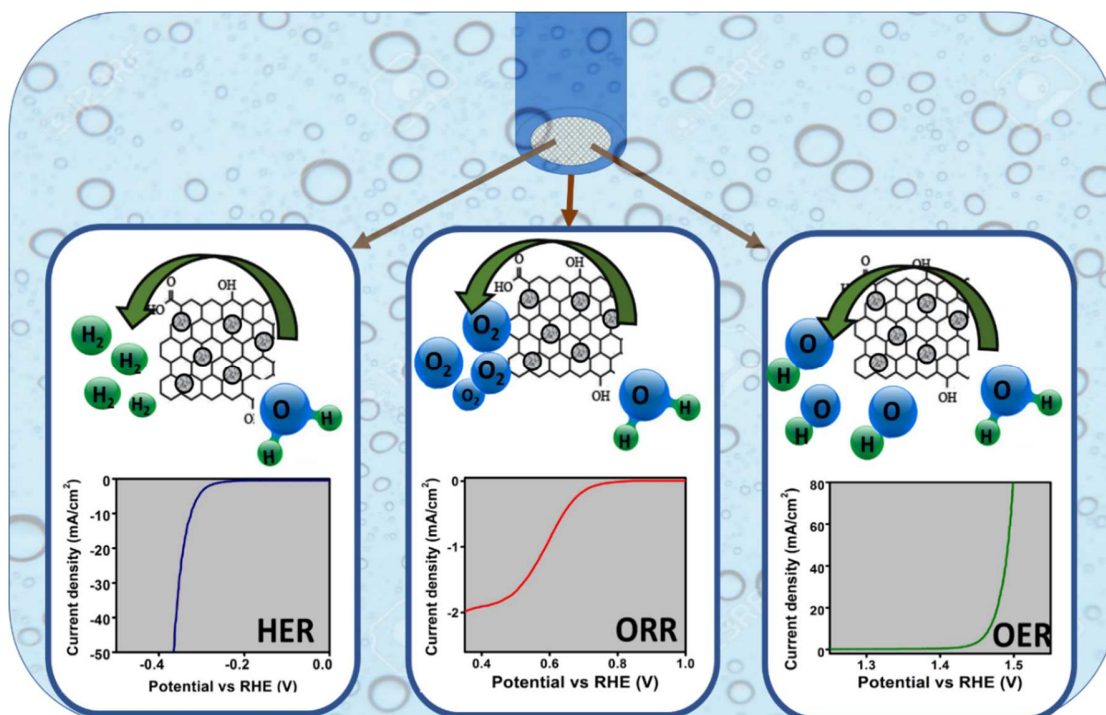 O
OH
HO
H₂
H₂
H₂
H₂
O
H
H
0
-10
-20
-30
-40
-50
Current density (mA/cm²)
HER
-0.4
-0.2
0.0
Potential vs RHE (V)
O
OH
HO
O₂
O₂
O₂
O₂
OH
O
H
H
0
-1
-2
Current density (mA/cm²)
ORR
0.4
0.6
0.8
1.0
Potential vs RHE (V)
OH
O
H
O
H
O
H
OH
O
H
H
80
60
40
20
0
Current density (mA/cm²)
OER
1.3
1.4
1.5
Potential vs RHE (V)